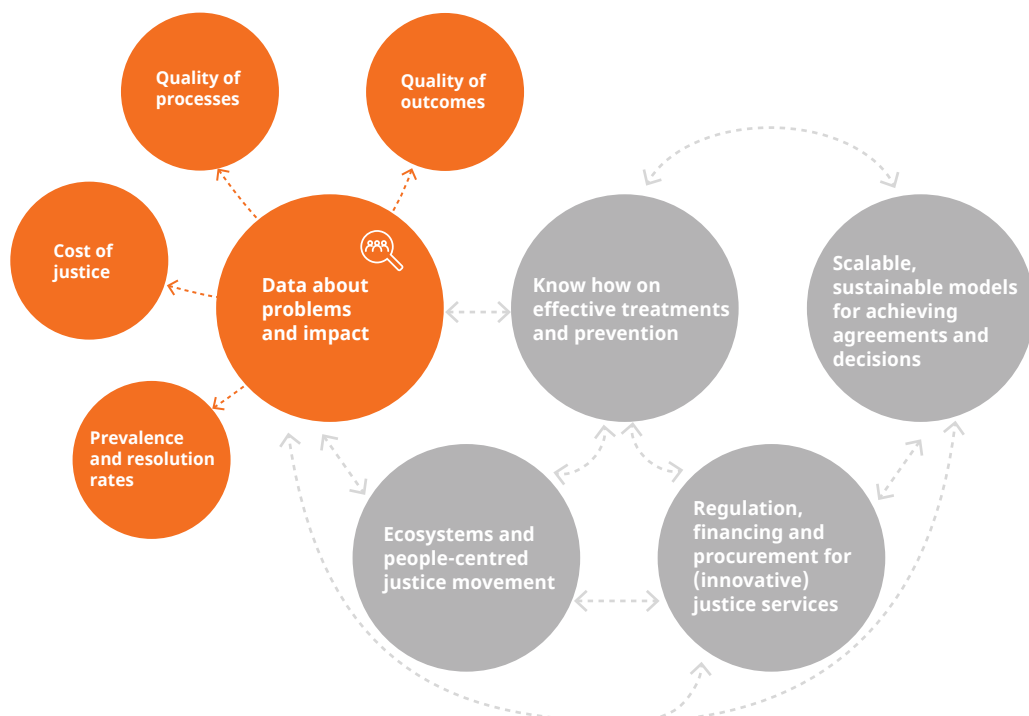 Quality of
processes
Quality of
outcomes
Cost of
justice
Data about
problems
and impact
Know how on
effective treatments
and prevention
Scalable,
sustainable models
for achieving
agreements and
decisions
Prevalence
and resolution
rates
Ecosystems and
people-centred
justice movement
Regulation,
financing and
procurement for
(innovative)
justice services